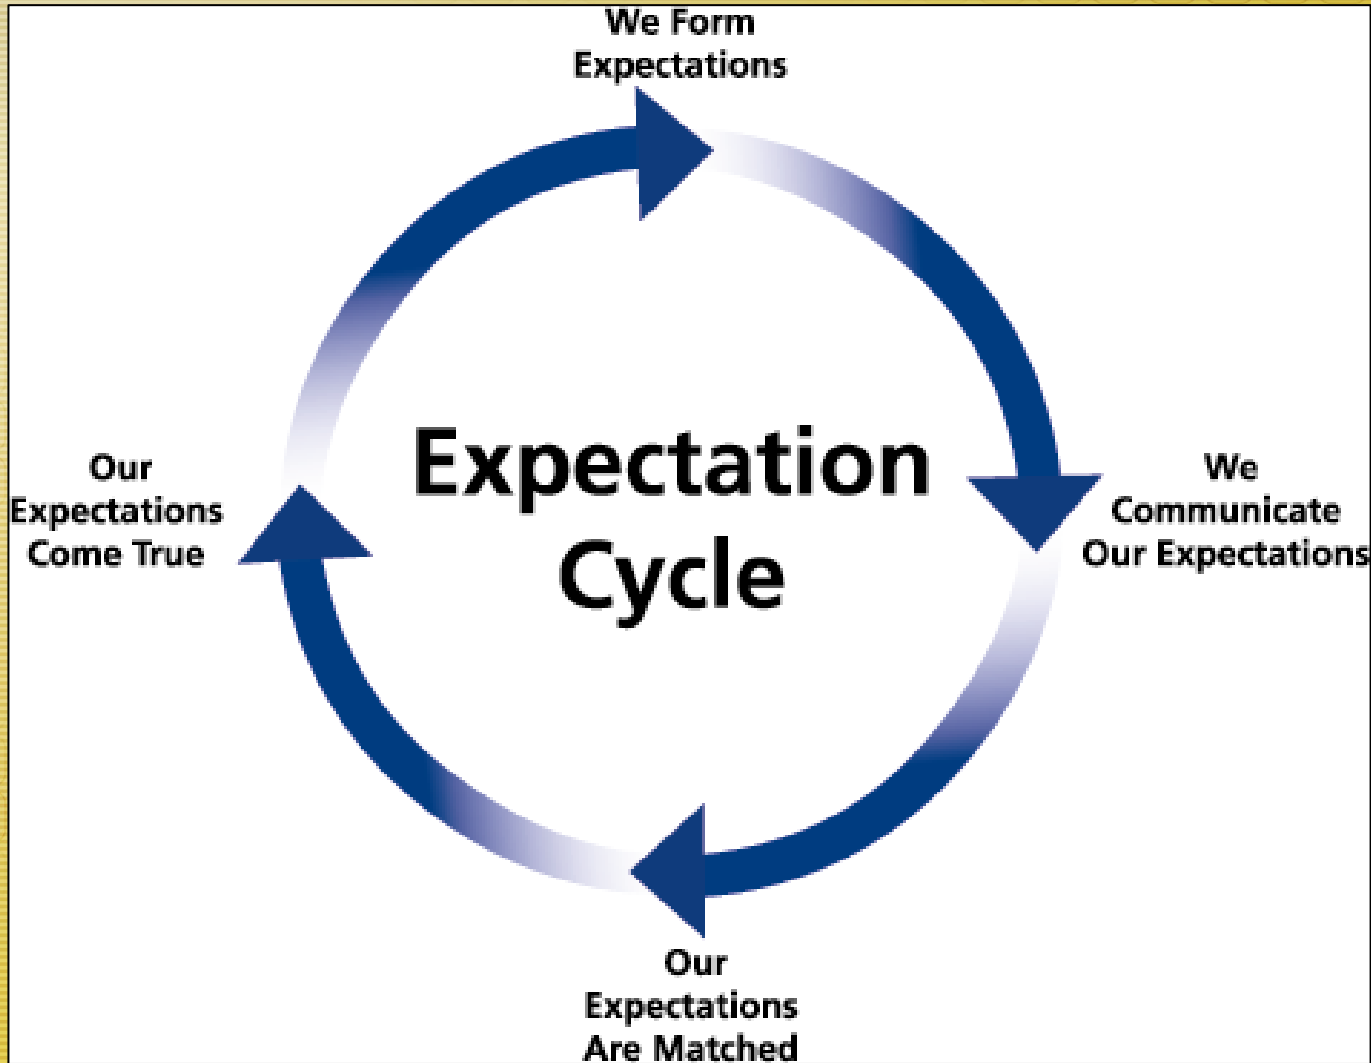 We Form
Expectations
Expectation
Cycle
We
Communicate
Our Expectations
Our
Expectations
Are Matched
Our
Expectations
Come True